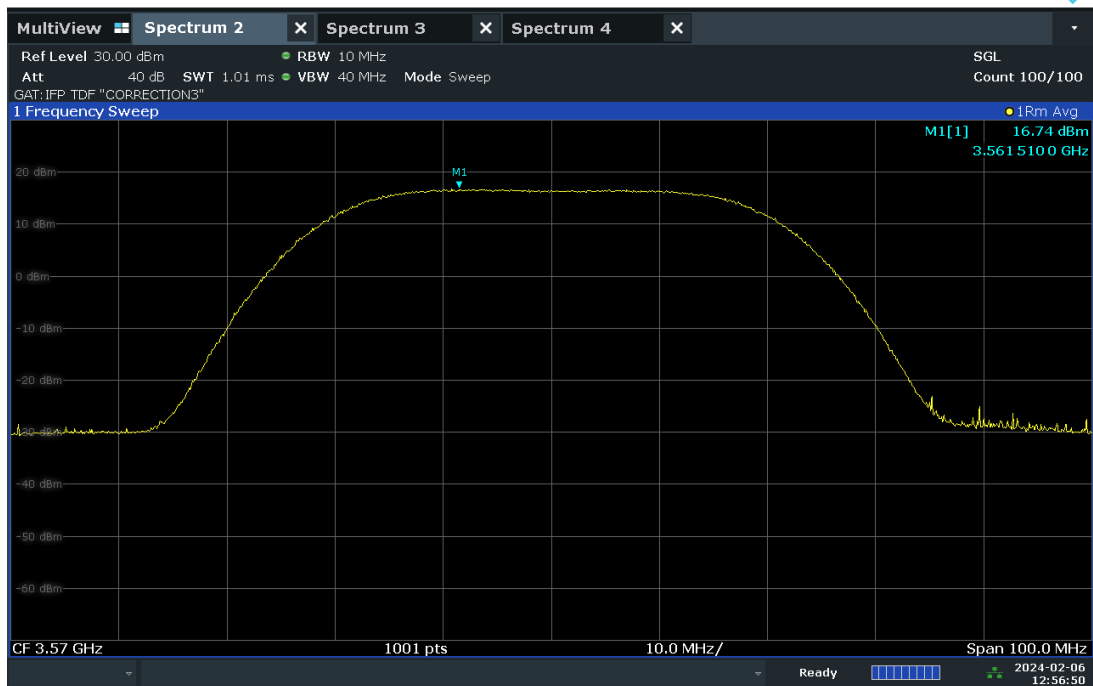 MultiView Spectrum 2 X Spectrum 3 X Spectrum 4 X
Ref Level 30.00 dBm RBW 10 MHz SGL
Att 40 dB SWT 1.01 ms VBW 40 MHz Mode Sweep Count 100/100
GAT:IFP TDF "CORRECTION3"
1 Frequency Sweep 1Rm Avg
M1[1] 16.74 dBm
3.5615100 GHz
M1
20 dBm
10 dBm
0 dBm
-10 dBm
-20 dBm
-30 dBm
-40 dBm
-50 dBm
-60 dBm
CF 3.57 GHz 1001 pts 10.0 MHz/ Span 100.0 MHz
Ready 2024-02-06
12:56:50